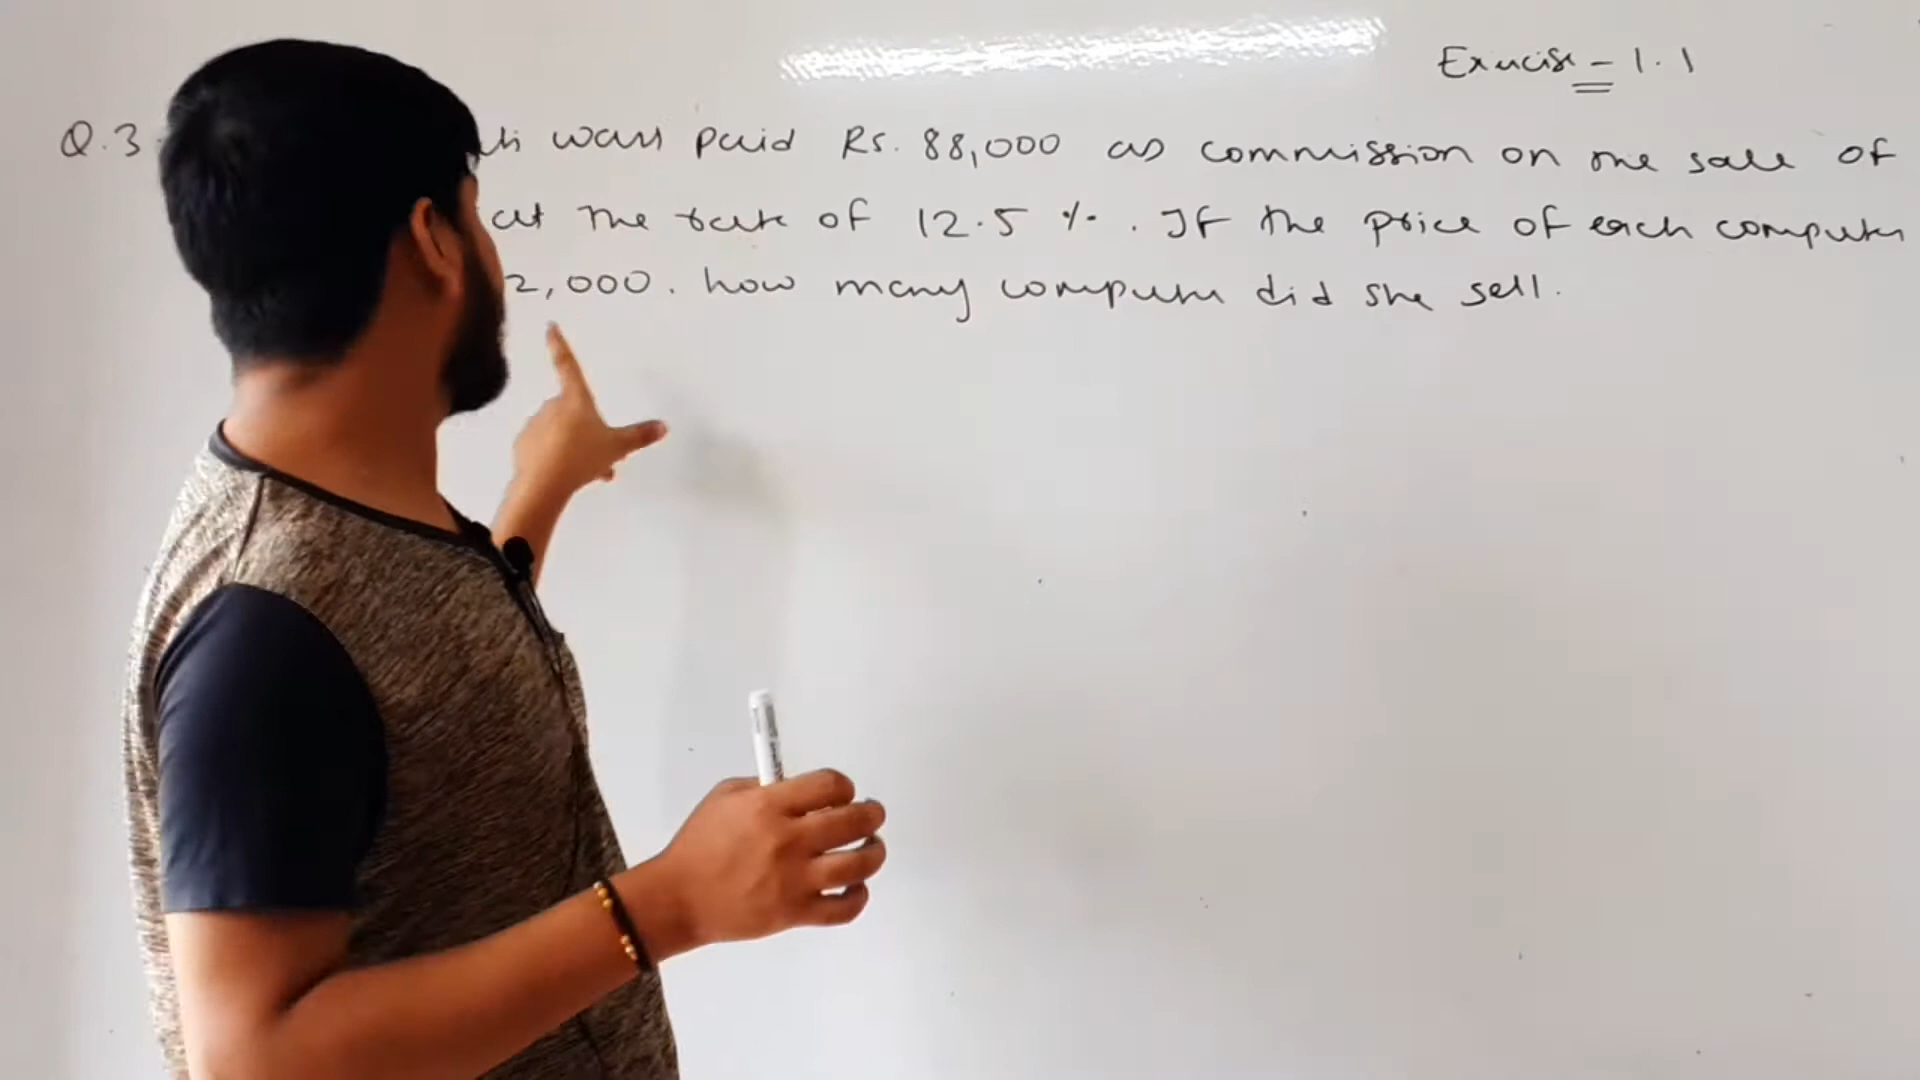 Exercise - 1.1
Q.3 was paid Rs. 88,000 as commission on the sale of
at the rate of 12.5 %. If the price of each computer
2,000. how many computer did she sell.